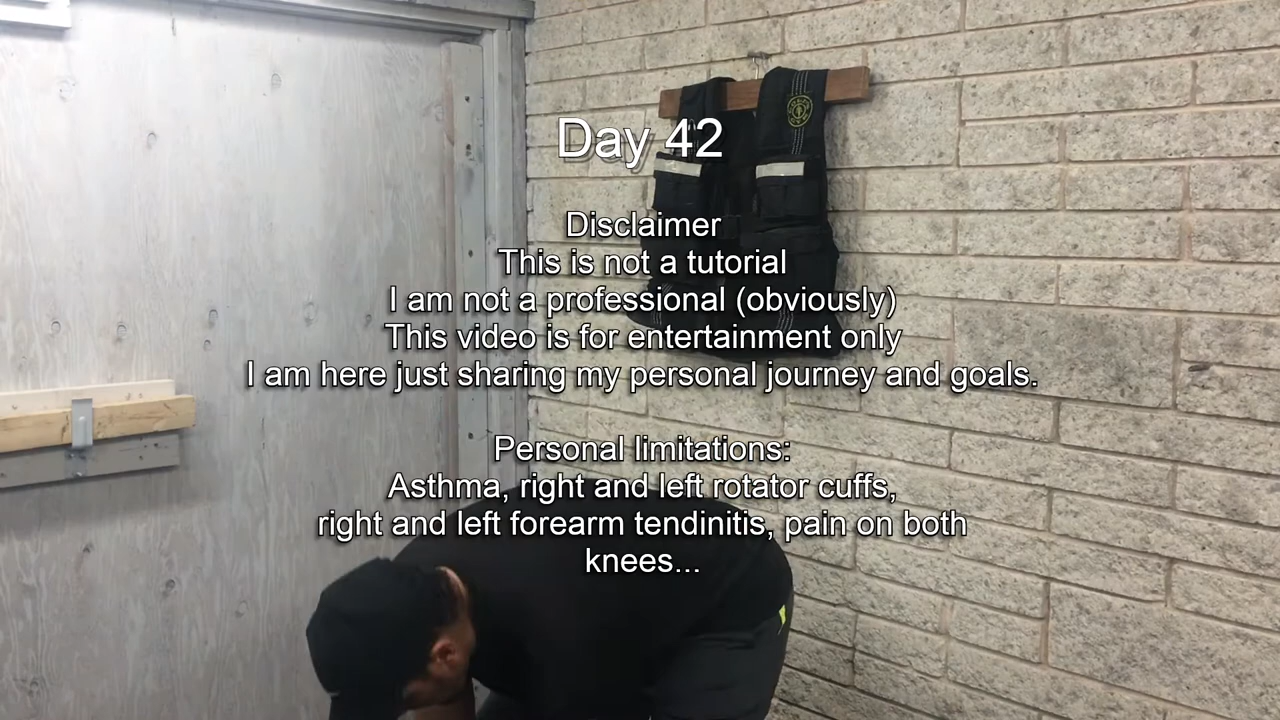 Day 42
Disclaimer
This is not a tutorial
I am not a professional (obviously)
This video is for entertainment only
I am here just sharing my personal journey and goals.
Personal limitations:
Asthma, right and left rotator cuffs,
right and left forearm tendinitis, pain on both
knees...